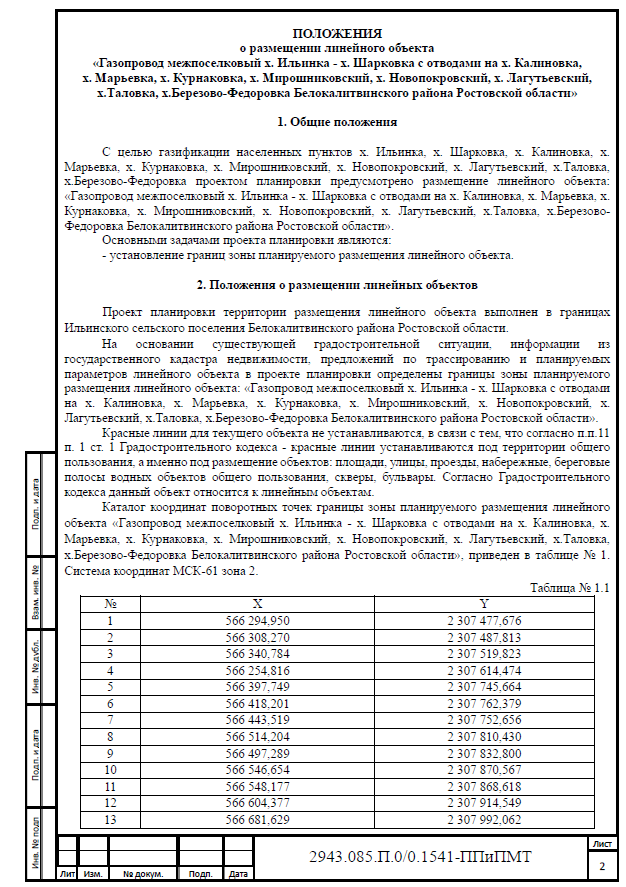 ПОЛОЖЕНИЯ
о размещении линейного объекта
«Газопровод межпоселковый х. Ильинка - х. Шарковка с отводами на х. Калиновка,
х. Марьевка, х. Курнаковка, х. Мирошниковский, х. Новопокровский, х. Лагутьевский,
х.Таловка, х.Березово-Федоровка Белокалитвинского района Ростовской области»
1. Общие положения
С целью газификации населенных пунктов х. Ильинка, х. Шарковка, х. Калиновка, х.
Марьевка, х. Курнаковка, х. Мирошниковский, х. Новопокровский, х. Лагутьевский, х.Таловка,
х.Березово-Федоровка проектом планировки предусмотрено размещение линейного объекта:
«Газопровод межпоселковый х. Ильинка - х. Шарковка с отводами на х. Калиновка, х. Марьевка, х.
Курнаковка, х. Мирошниковский, х. Новопокровский, х. Лагутьевский, х.Таловка, х.Березово-
Федоровка Белокалитвинского района Ростовской области».
Основными задачами проекта планировки являются:
- установление границ зоны планируемого размещения линейного объекта.
2. Положения о размещении линейных объектов
Проект планировки территории размещения линейного объекта выполнен в границах
Ильинского сельского поселения Белокалитвинского района Ростовской области.
На основании существующей градостроительной ситуации, информации из
государственного кадастра недвижимости, предложений по трассированию и планируемых
параметров линейного объекта в проекте планировки определены границы зоны планируемого
размещения линейного объекта: «Газопровод межпоселковый х. Ильинка - х. Шарковка с отводами
на х. Калиновка, х. Марьевка, х. Курнаковка, х. Мирошниковский, х. Новопокровский, х.
Лагутьевский, х.Таловка, х.Березово-Федоровка Белокалитвинского района Ростовской области».
Красные линии для текущего объекта не устанавливаются, в связи с тем, что согласно п.п.11
п. 1 ст. 1 Градостроительного кодекса - красные линии устанавливаются под территории общего
пользования, а именно под размещение объектов: площади, улицы, проезды, набережные, береговые
полосы водных объектов общего пользования, скверы, бульвары. Согласно Градостроительного
кодекса данный объект относится к линейным объектам.
Каталог координат поворотных точек границы зоны планируемого размещения линейного
объекта «Газопровод межпоселковый х. Ильинка - х. Шарковка с отводами на х. Калиновка, х.
Марьевка, х. Курнаковка, х. Мирошниковский, х. Новопокровский, х. Лагутьевский, х.Таловка,
х.Березово-Федоровка Белокалитвинского района Ростовской области», приведен в таблице № 1.
Система координат МСК-61 зона 2.
Таблица № 1.1
№ X Y
1 566 294,950 2 307 477,676
2 566 308,270 2 307 487,813
3 566 340,784 2 307 519,823
4 566 254,816 2 307 614,474
5 566 397,749 2 307 745,664
6 566 418,201 2 307 762,379
7 566 443,519 2 307 752,656
8 566 514,204 2 307 810,430
9 566 497,289 2 307 832,800
10 566 546,654 2 307 870,567
11 566 548,177 2 307 868,618
12 566 604,377 2 307 914,549
13 566 681,629 2 307 992,062
Подп. и дата
Взам. инв. №
Инв. № дубл.
Подп. и дата
Инв. № подп
Лит Изм. № докум. Подп. Дата
2943.085.П.0/0.1541-ППиПМТ
Лист
2